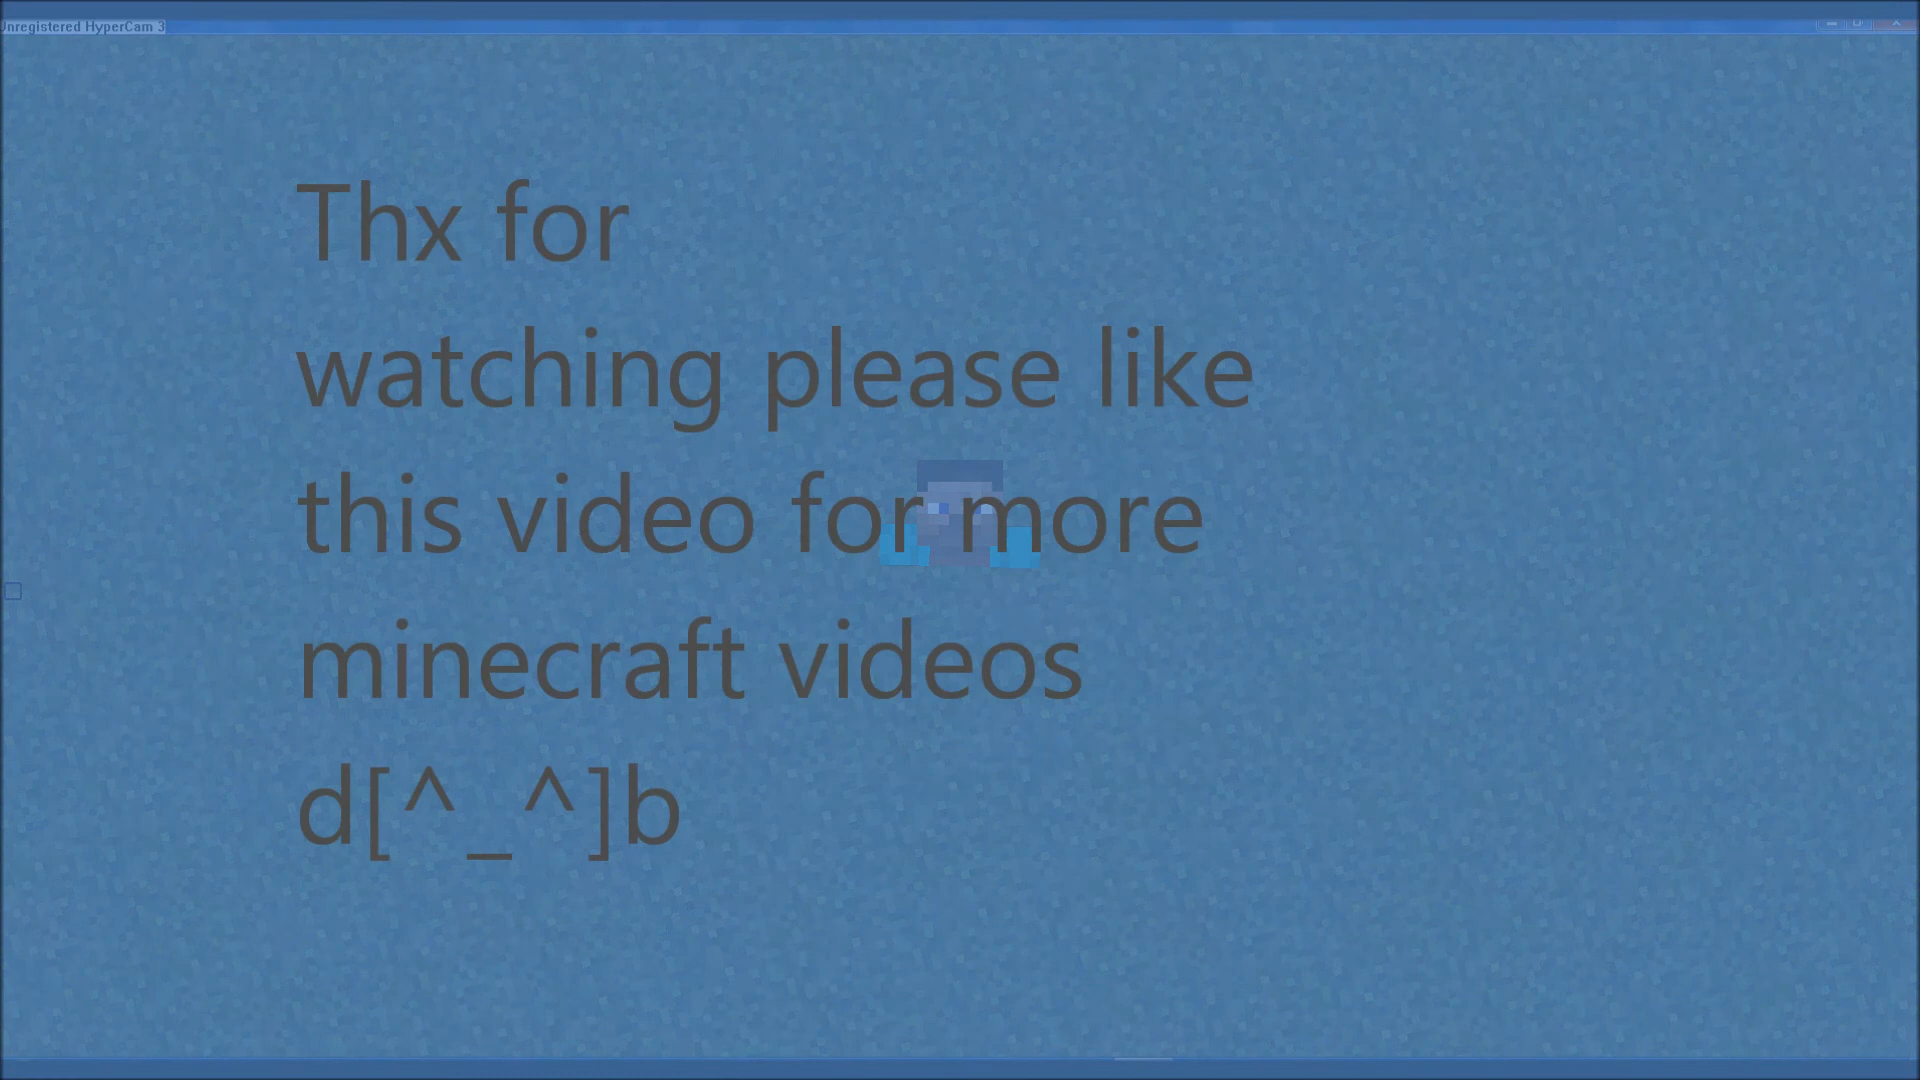 Unregistered HyperCam 3
Thx for
watching please like
this video for more
minecraft videos
d[^_^]b